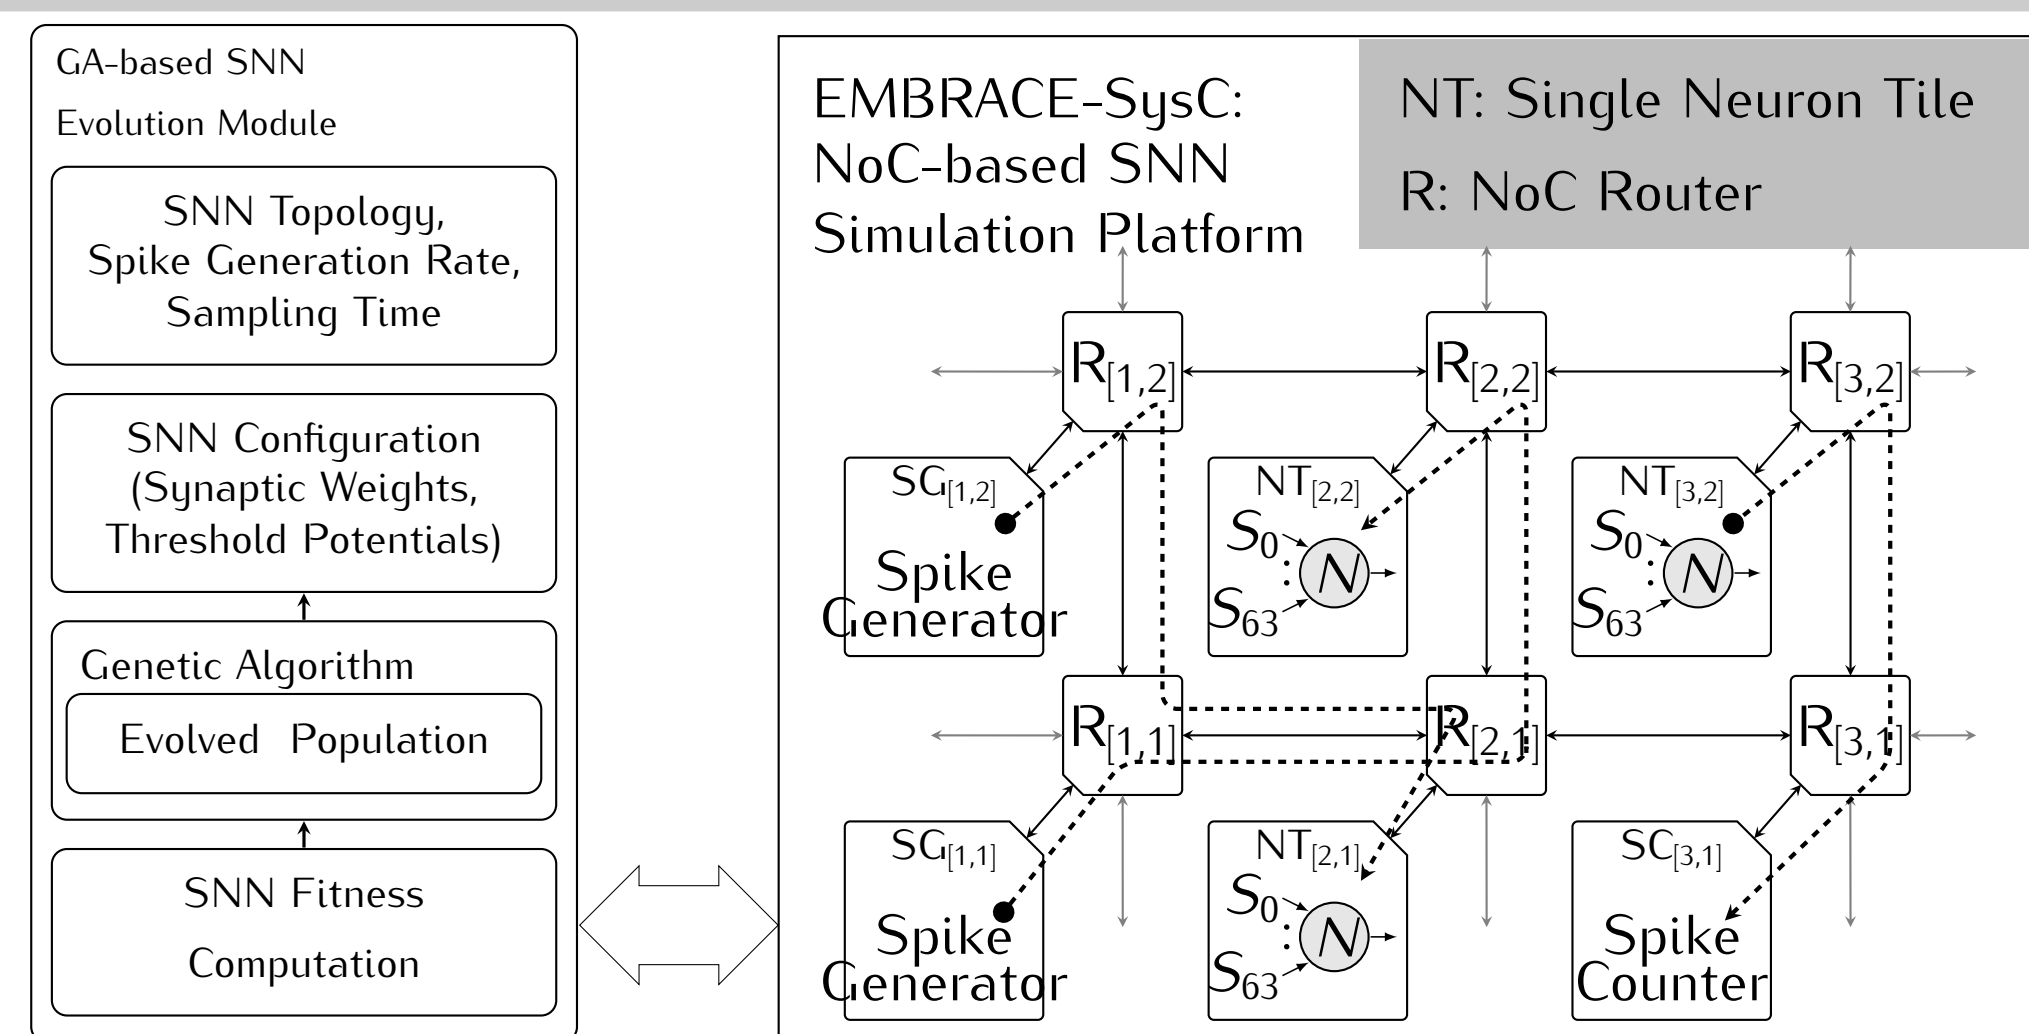 GA-based SNN
Evolution Module
SNN Topology,
Spike Generation Rate,
Sampling Time
SNN Configuration
(Synaptic Weights,
Threshold Potentials)
Genetic Algorithm
Evolved Population
SNN Fitness
Computation
EMBRACE-SysC:
NoC-based SNN
Simulation Platform
NT: Single Neuron Tile
R: NoC Router
R[1,2]
R[2,2]
R[3,2]
SG[1,2]
Spike
Generator
NT[2,2]
S0
N
S63
NT[3,2]
S0
N
S63
R[1,1]
R[2,1]
R[3,1]
SG[1,1]
Spike
Generator
NT[2,1]
S0
N
S63
SC[3,1]
Spike
Counter